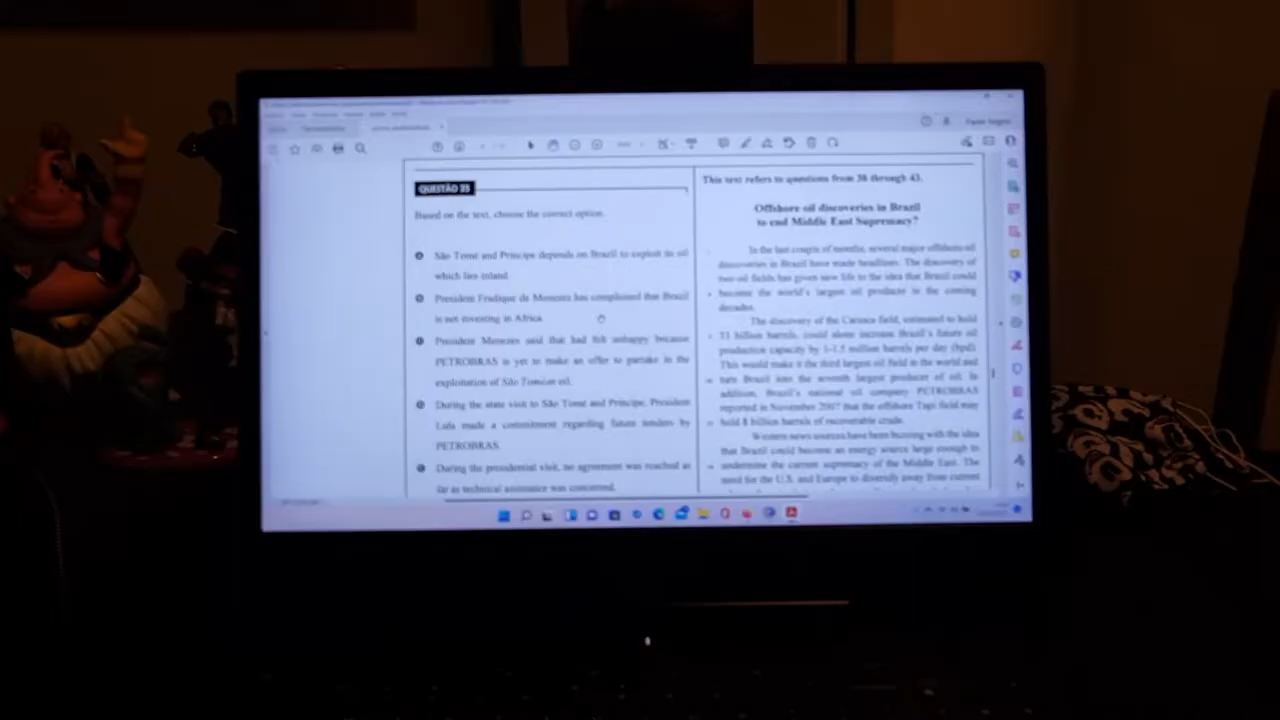 QUESTÃO 35
Based on the text, choose the correct option.
São Tomé and Príncipe depends on Brazil to exploit its oil
which lies inland.
President Fradique de Menezes has complained that Brazil
is not investing in Africa.
President Menezes said that had felt unhappy because
PETROBRAS is yet to make an offer to partake in the
exploitation of São Tomean oil.
During the state visit to São Tomé and Príncipe, President
Lula made a commitment regarding future tenders by
PETROBRAS.
During the presidential visit, no agreement was reached as
far as technical assistance was concerned.
This text refers to questions from 38 through 43.
Offshore oil discoveries in Brazil
to end Middle East Supremacy?
In the last couple of months, several major offshore oil
discoveries in Brazil have made headlines. The discovery of
two oil fields has given new life to the idea that Brazil could
become the world's largest oil producer in the coming
decades.
The discovery of the Carioca field, estimated to hold
33 billion barrels, could alone increase Brazil's future oil
production capacity by 1-1.5 million barrels per day (bpd).
This would make it the third largest oil field in the world and
turn Brazil into the seventh largest producer of oil. In
addition, Brazil's national oil company PETROBRAS
reported in November 2007 that the offshore Tupi field may
hold 8 billion barrels of recoverable crude.
Western news sources have been buzzing with the idea
that Brazil could become an energy source large enough to
undermine the current supremacy of the Middle East. The
need for the U.S. and Europe to diversify away from current